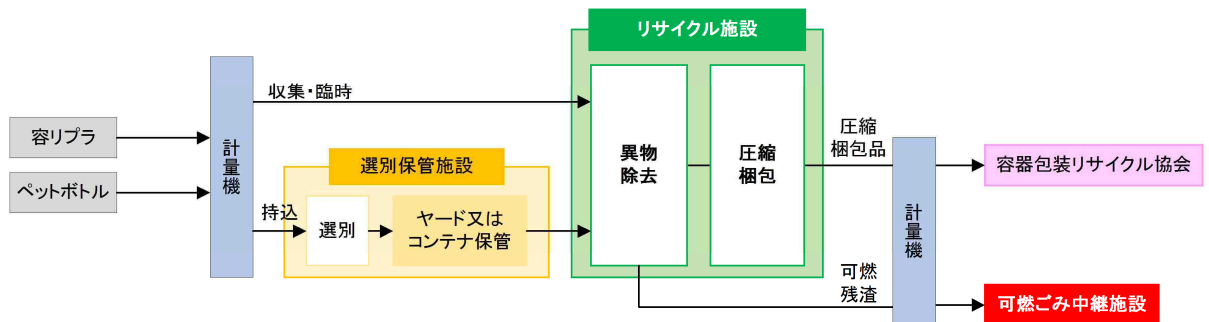 リサイクル施設
収集・臨時
容リプラ
ペットボトル
計量機
選別保管施設
持込
選別
ヤード又は
コンテナ保管
異物
除去
圧縮
梱包
圧縮
梱包品
可燃
残渣
計量機
容器包装リサイクル協会
可燃ごみ中継施設